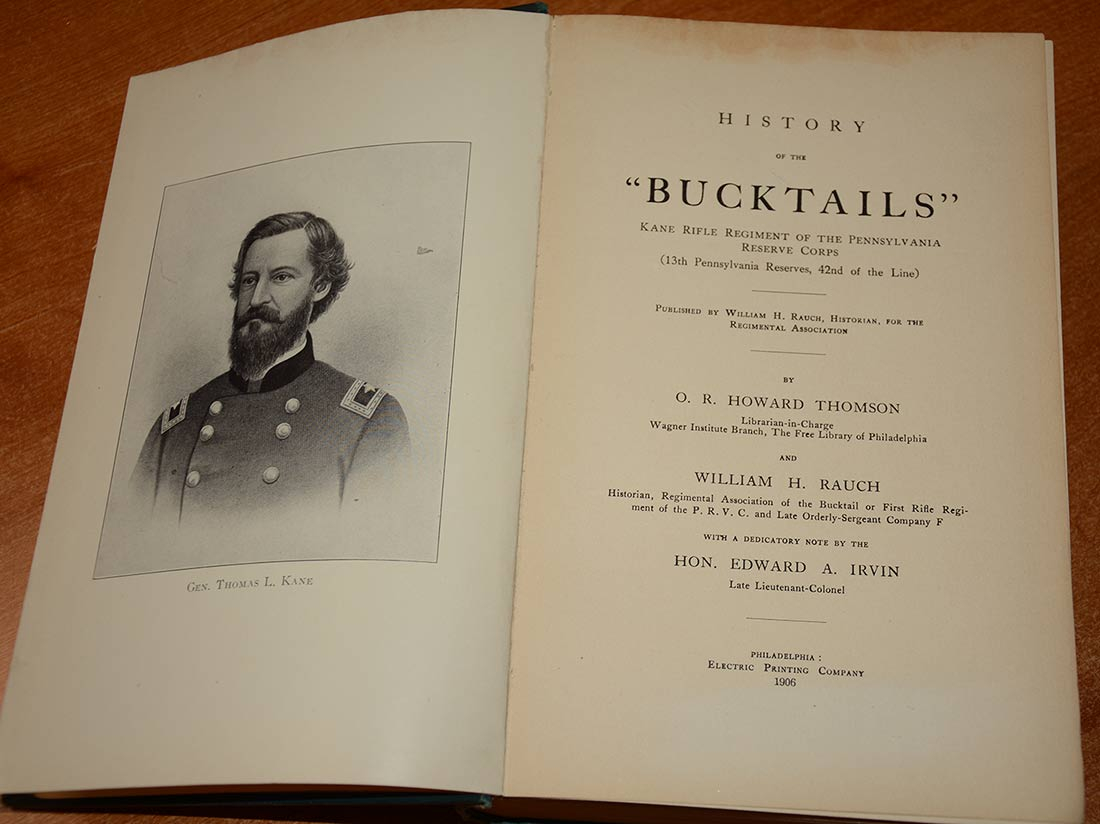 Gen. Thomas L. Kane
HISTORY
OF THE
“BUCKTAILS”
Kane Rifle Regiment of the Pennsylvania
Reserve Corps
(13th Pennsylvania Reserves, 42nd of the Line)
Published by William H. Rauch, Historian, for the
Regimental Association
BY
O. R. HOWARD THOMSON
Librarian-in-Charge
Wagner Institute Branch, The Free Library of Philadelphia
AND
WILLIAM H. RAUCH
Historian, Regimental Association of the Bucktail or First Rifle Regi-
ment of the P. R. V. C. and Late Orderly-Sergeant Company F
WITH A DEDICATORY NOTE BY THE
HON. EDWARD A. IRVIN
Late Lieutenant-Colonel
PHILADELPHIA:
Electric Printing Company
1906